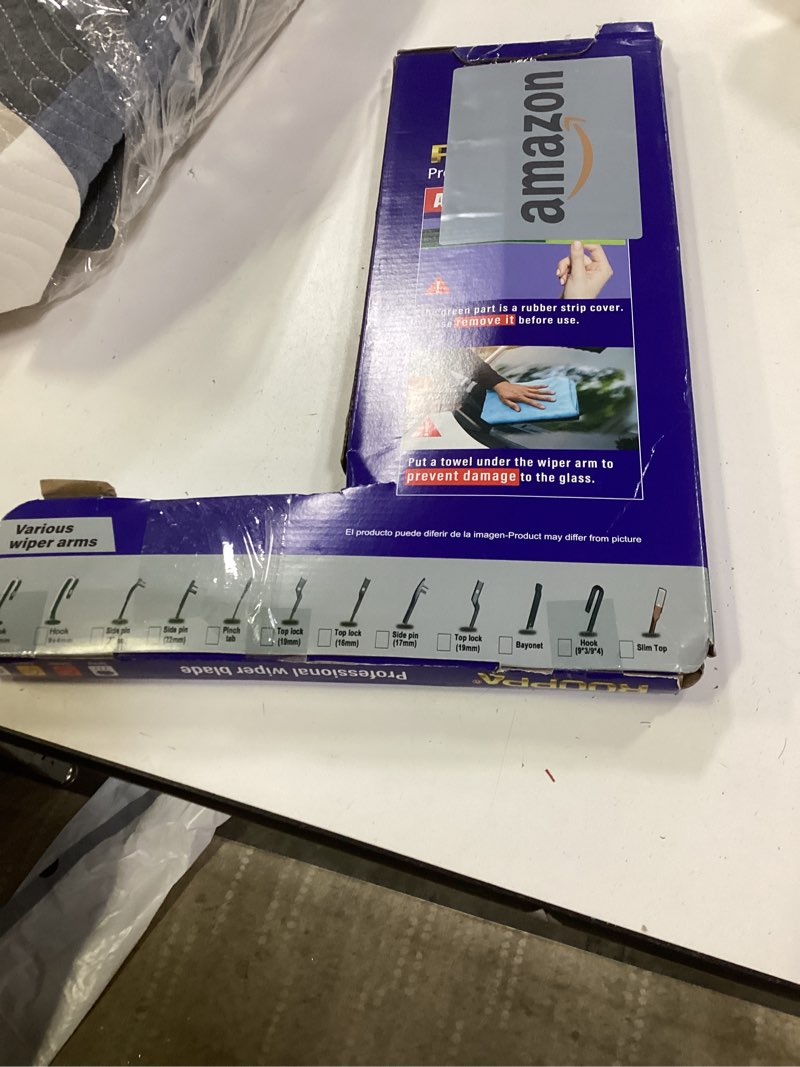 amazon
Pr
part is a rubber strip cover.
remove it before use.
Put a towel under the wiper arm to
prevent damage to the glass.
Various
wiper arms
El producto puede diferir de la imagen-Product may differ from picture
Hook
Side pin
Side pin
(22mm)
Pinch
tab
Top lock
(19mm)
Top lock
(16mm)
Side pin
(17mm)
Top lock
(19mm)
Bayonet
Hook
(9*3/9*4)
Slim Top
Professional wiper blade
ROUPPA®